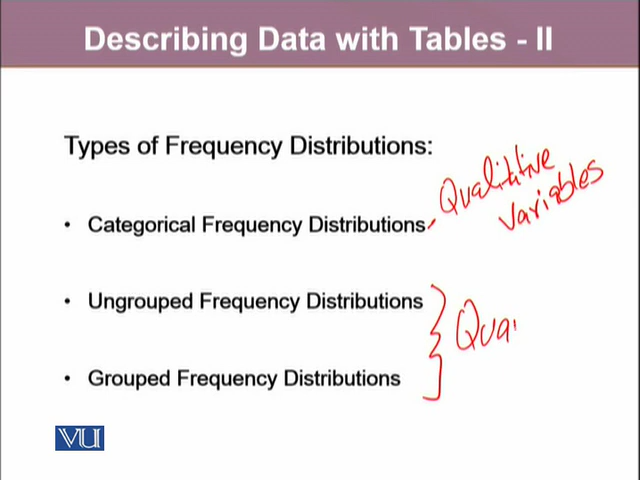 Describing Data with Tables - II
Types of Frequency Distributions:
• Categorical Frequency Distributions
Qualititive
Variables
• Ungrouped Frequency Distributions
Qua
• Grouped Frequency Distributions
VU